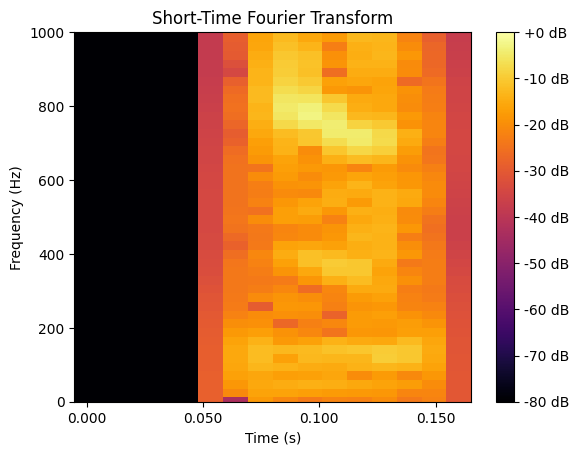 Short-Time Fourier Transform
1000
800
600
400
200
0
Frequency (Hz)
0.000
0.050
0.100
0.150
Time (s)
+0 dB
-10 dB
-20 dB
-30 dB
-40 dB
-50 dB
-60 dB
-70 dB
-80 dB